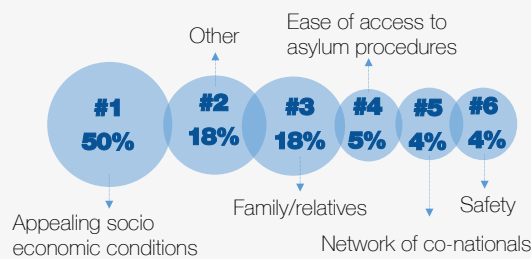 Ease of access to
asylum procedures
Other
#1
50%
#2
18%
#3
18%
#4
5%
#5
4%
#6
4%
Appealing socio
economic conditions
Family/relatives
Network of co-nationals
Safety